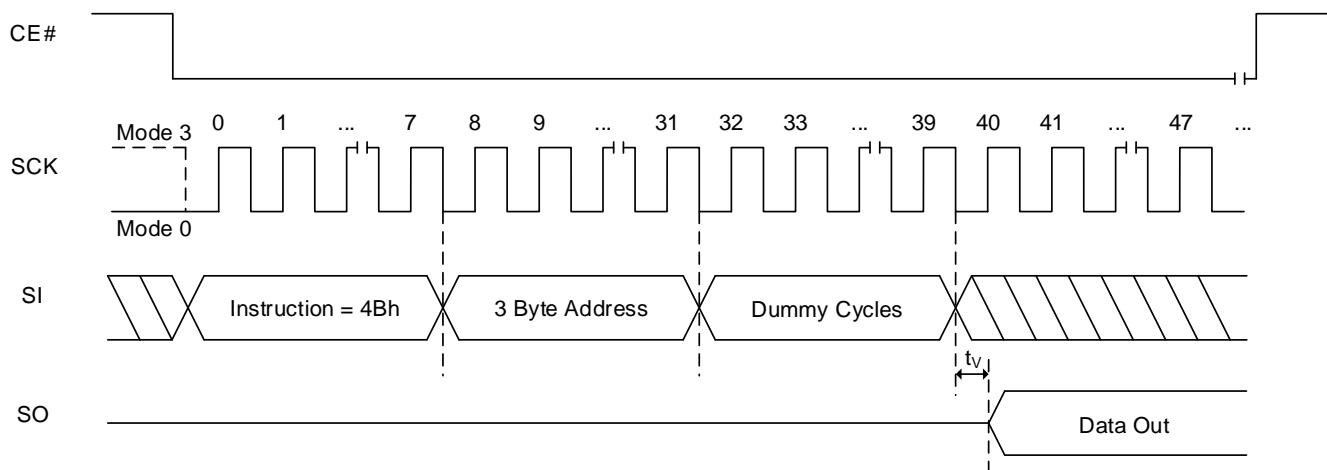 CE#
Mode 3 0 1 ... 7 8 9 ... 31 32 33 ... 39 40 41 ... 47 ...
SCK
Mode 0
SI Instruction = 4Bh 3 Byte Address Dummy Cycles
tV
SO Data Out